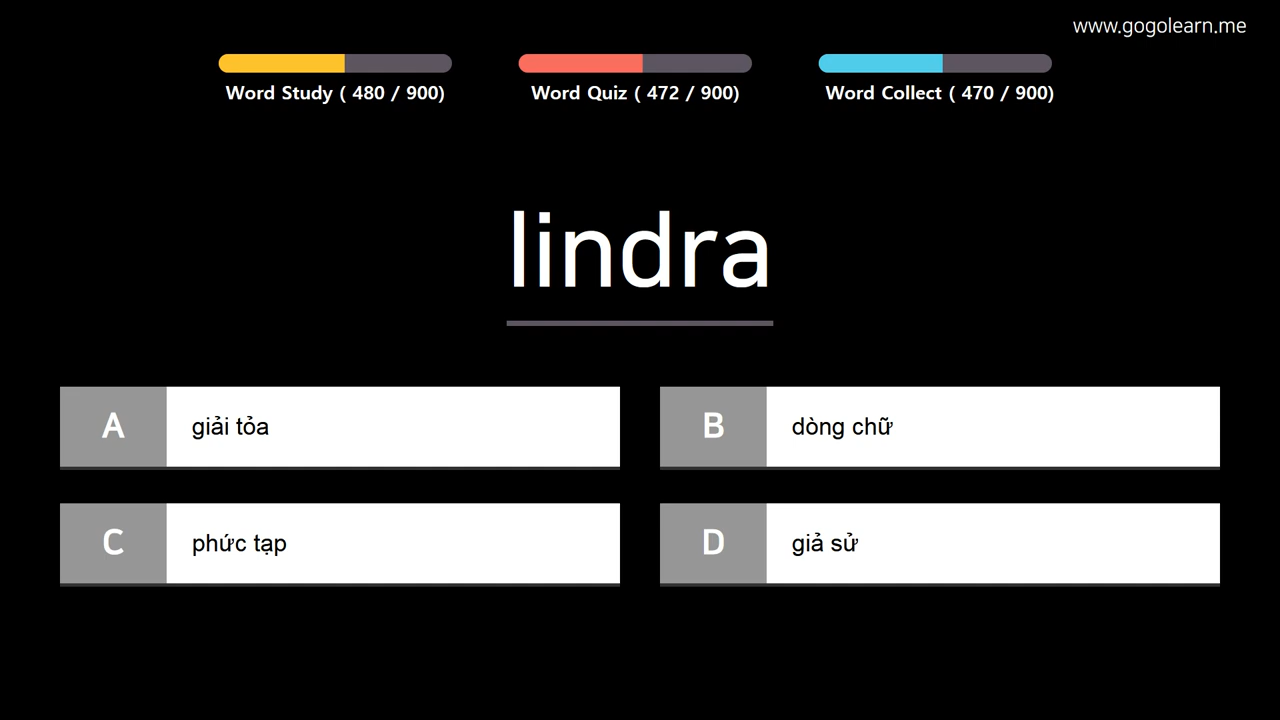 www.gogolearn.me
Word Study ( 480 / 900)
Word Quiz ( 472 / 900)
Word Collect ( 470 / 900)
lindra
A giải tỏa
B dòng chữ
C phức tạp
D giả sử